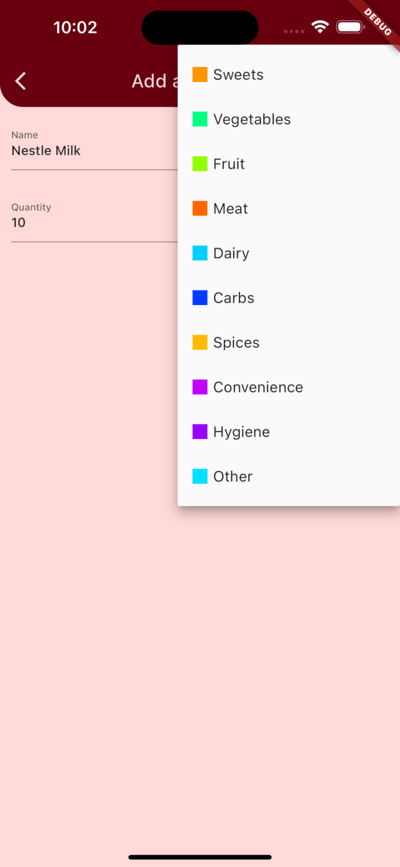 10:02
DEBUG
Add a
Name
Nestle Milk
Quantity
10
Sweets
Vegetables
Fruit
Meat
Dairy
Carbs
Spices
Convenience
Hygiene
Other